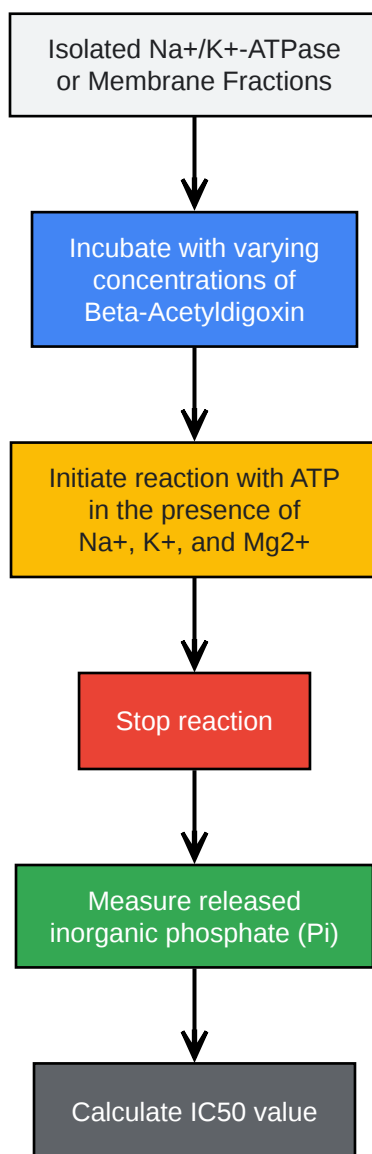 Isolated Na+/K+-ATPase
or Membrane Fractions
Incubate with varying
concentrations of
Beta-Acetyldigoxin
Initiate reaction with ATP
in the presence of
Na+, K+, and Mg2+
Stop reaction
Measure released
inorganic phosphate (Pi)
Calculate IC50 value